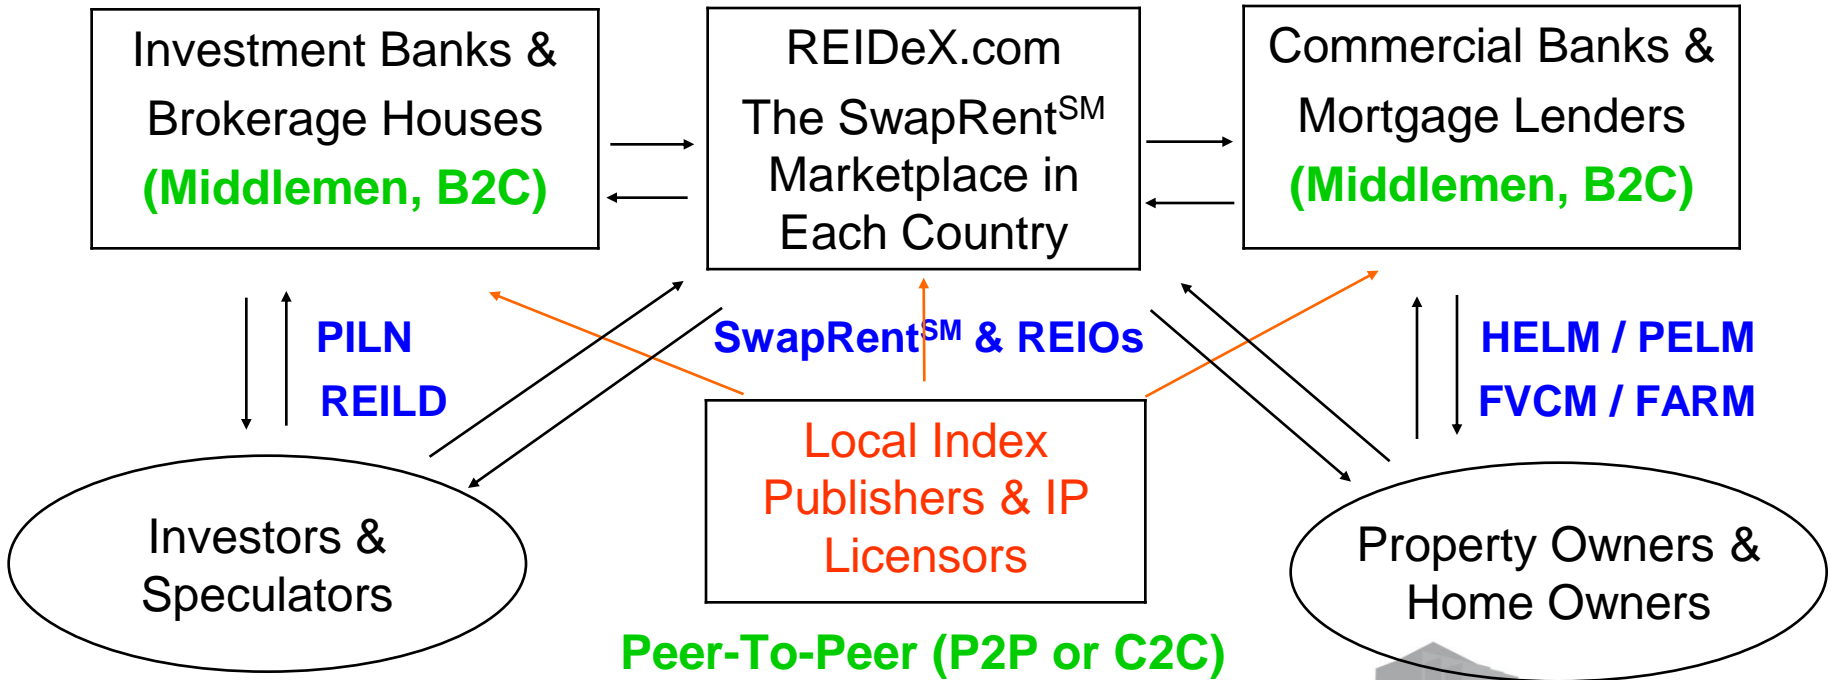 Investment Banks &
Brokerage Houses
(Middlemen, B2C)
REIDeX.com
The SwapRentSM
Marketplace in
Each Country
Commercial Banks &
Mortgage Lenders
(Middlemen, B2C)
PILN
REILD
SwapRentSM & REIOs
HELM / PELM
FVCM / FARM
Investors &
Speculators
Local Index
Publishers & IP
Licensors
Property Owners &
Home Owners
Peer-To-Peer (P2P or C2C)